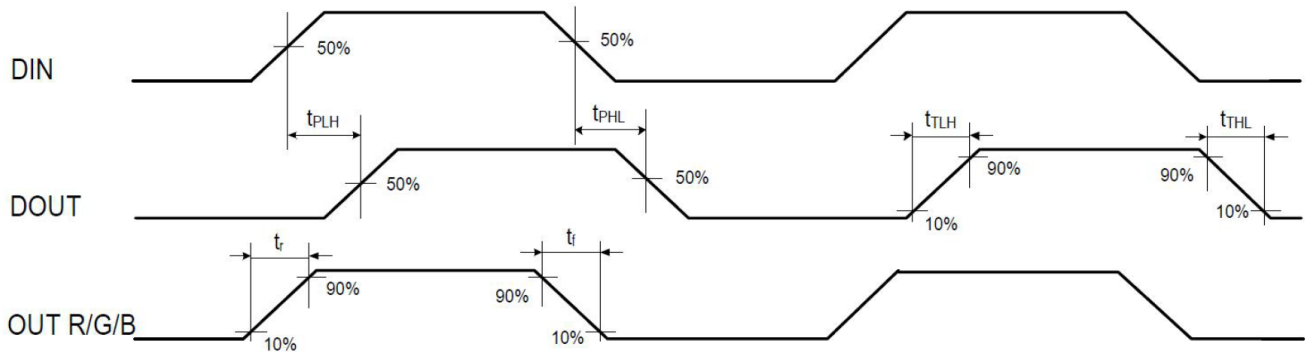 DIN
50%
50%
tPLH
tPHL
tTLH
tTHL
DOUT
50%
50%
90%
90%
10%
10%
tr
tf
OUT R/G/B
90%
90%
10%
10%